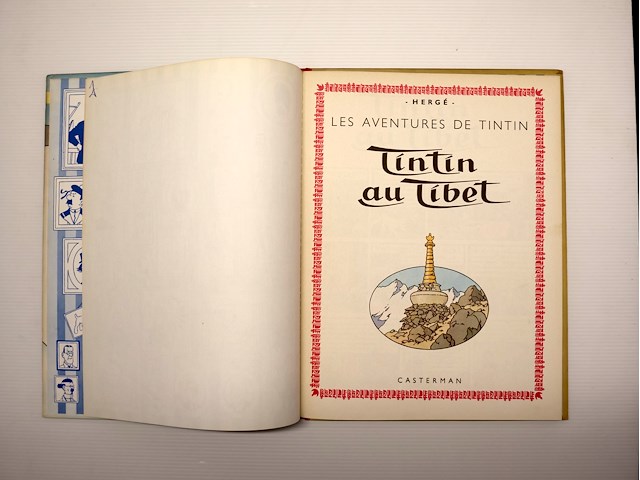 - HERGÉ -
LES AVENTURES DE TINTIN
Tintin
au Tibet
CASTERMAN